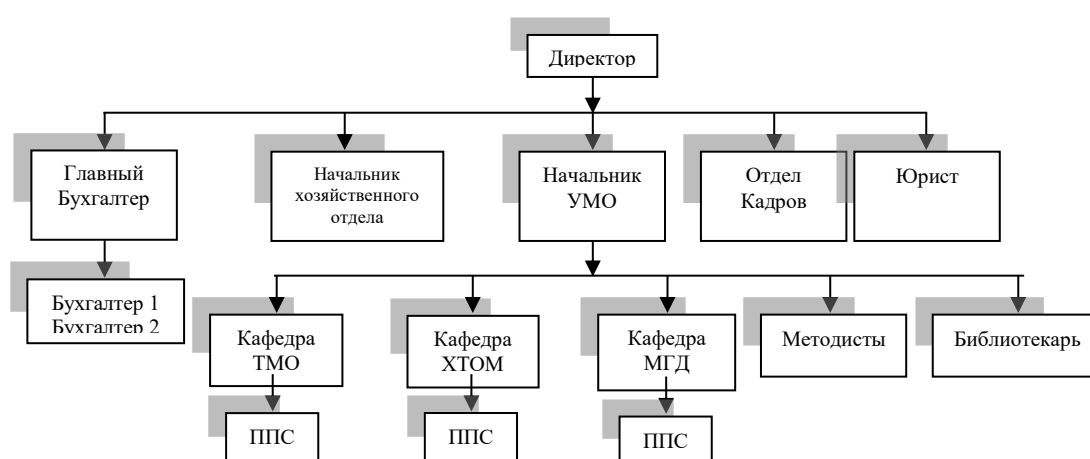 Директор
Главный
Бухгалтер
Начальник
хозяйственного
отдела
Начальник
УМО
Отдел
Кадров
Юрист
Бухгалтер 1
Бухгалтер 2
Кафедра
ТМО
Кафедра
ХТОМ
Кафедра
МГД
Методисты
Библиотекарь
ППС
ППС
ППС